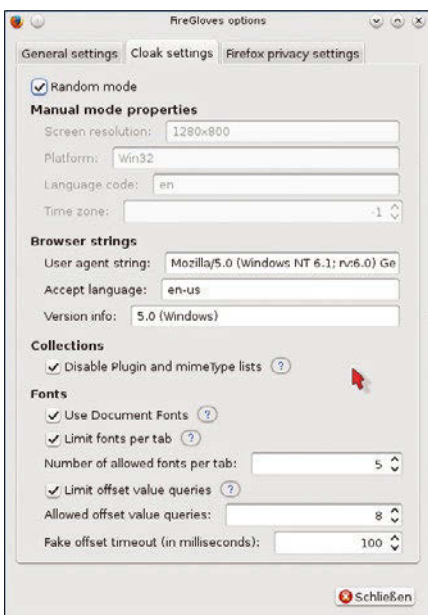 FireGloves options
General settings Cloak settings Firefox privacy settings
Random mode
Manual mode properties
Screen resolution: 1280x800
Platform: Win32
Language code: en
Time zone: -1
Browser strings
User agent string: Mozilla/5.0 (Windows NT 6.1; rv:6.0) Ge
Accept language: en-us
Version info: 5.0 (Windows)
Collections
Disable Plugin and mimeType lists ?
Fonts
Use Document Fonts ?
Limit fonts per tab ?
Number of allowed fonts per tab: 5
Limit offset value queries ?
Allowed offset value queries: 8
Fake offset timeout (in milliseconds): 100
Schließen